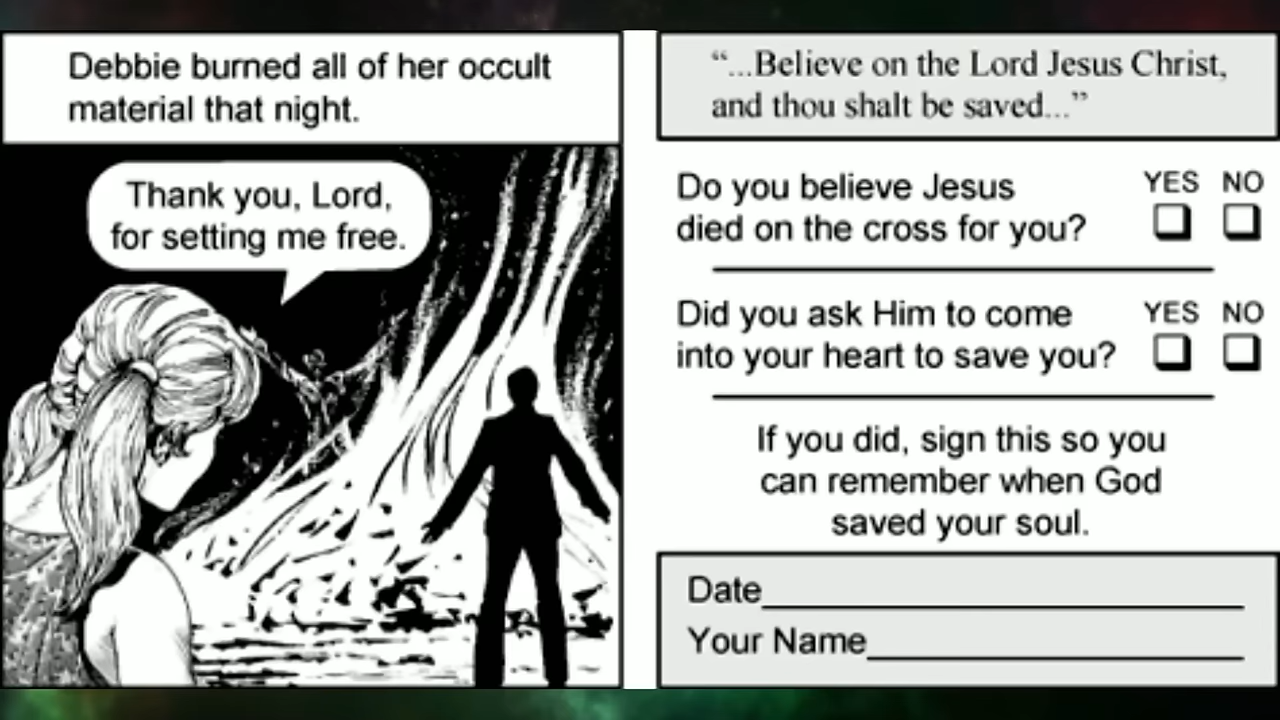 Debbie burned all of her occult
material that night.
Thank you, Lord,
for setting me free.
“...Believe on the Lord Jesus Christ,
and thou shalt be saved...”
Do you believe Jesus
died on the cross for you?
YES NO
Did you ask Him to come
into your heart to save you?
YES NO
If you did, sign this so you
can remember when God
saved your soul.
Date
Your Name